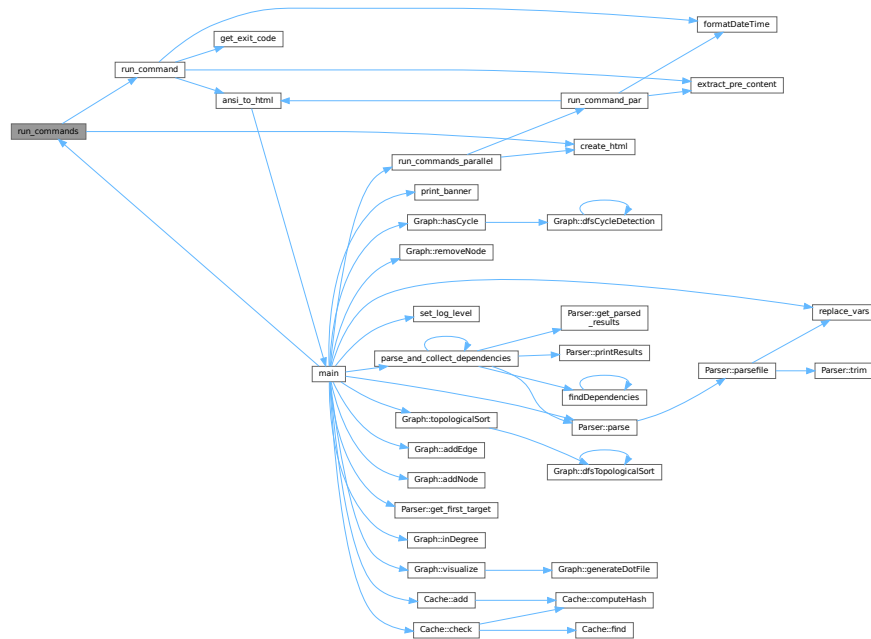 formatDateTime
get_exit_code
run_command
extract_pre_content
ansi_to_html
run_command_par
run_commands
create_html
run_commands_parallel
print_banner
Graph::hasCycle
Graph::dfsCycleDetection
Graph::removeNode
set_log_level
Parser::get_parsed
_results
replace_vars
parse_and_collect_dependencies
Parser::printResults
main
Parser::parsefile
Parser::trim
findDependencies
Graph::topologicalSort
Parser::parse
Graph::addEdge
Graph::dfsTopologicalSort
Graph::addNode
Parser::get_first_target
Graph::inDegree
Graph::visualize
Graph::generateDotFile
Cache::add
Cache::computeHash
Cache::check
Cache::find